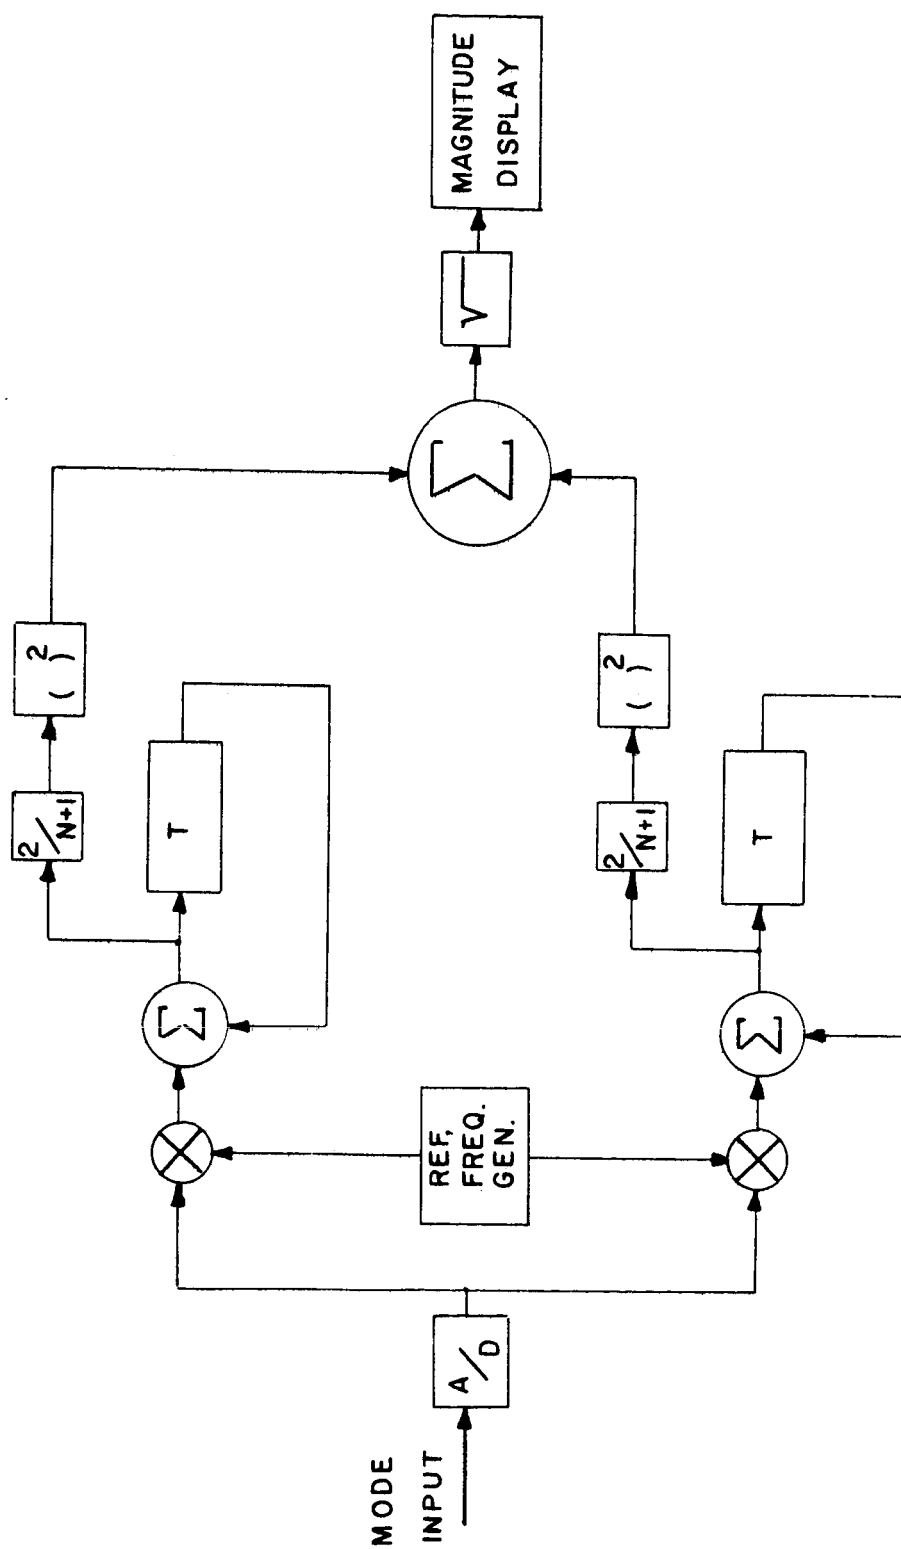 MODE
INPUT
A/D
REF,
FREQ.
GEN.
Σ
T
2/N+1
( )²
Σ
T
2/N+1
( )²
Σ
√
MAGNITUDE
DISPLAY